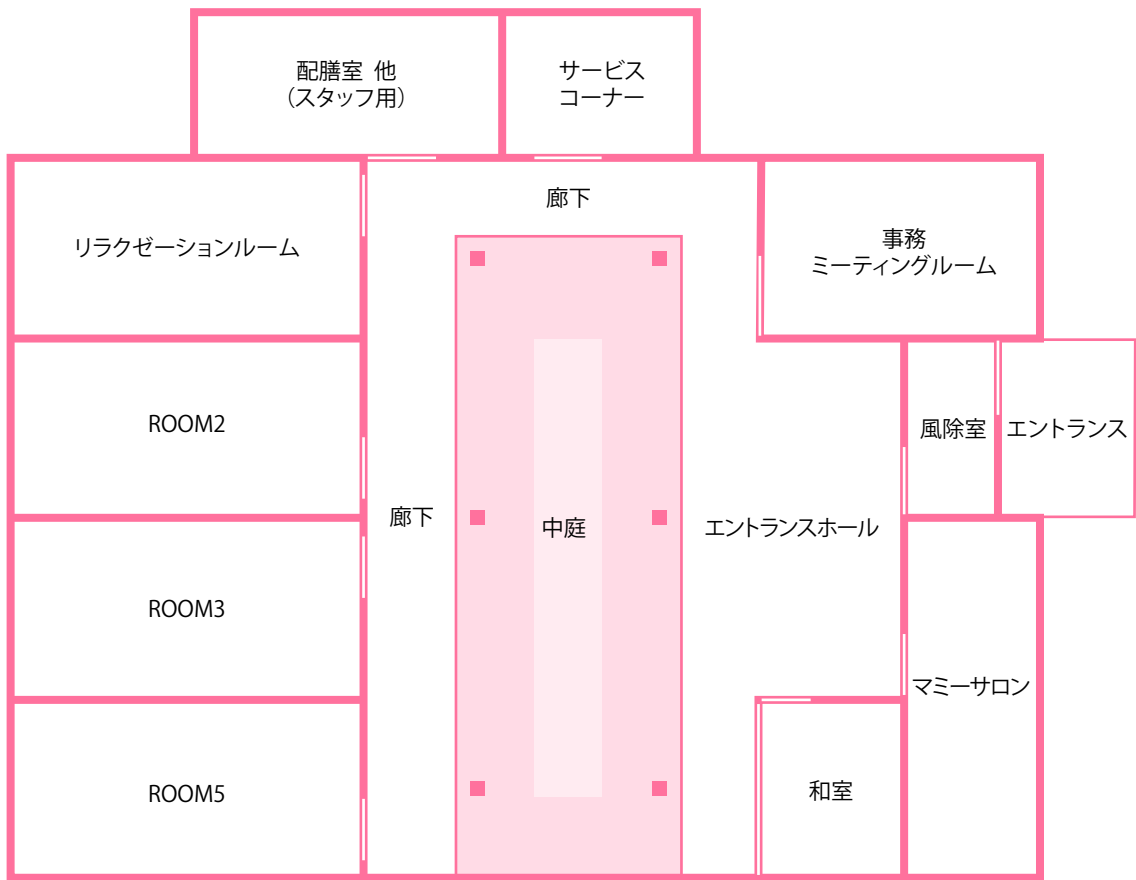 配膳室 他
(スタッフ用)
サービス
コーナー
廊下
リラクゼーションルーム
事務
ミーティングルーム
ROOM2
風除室
エントランス
廊下
中庭
エントランスホール
ROOM3
マミーサロン
ROOM5
和室